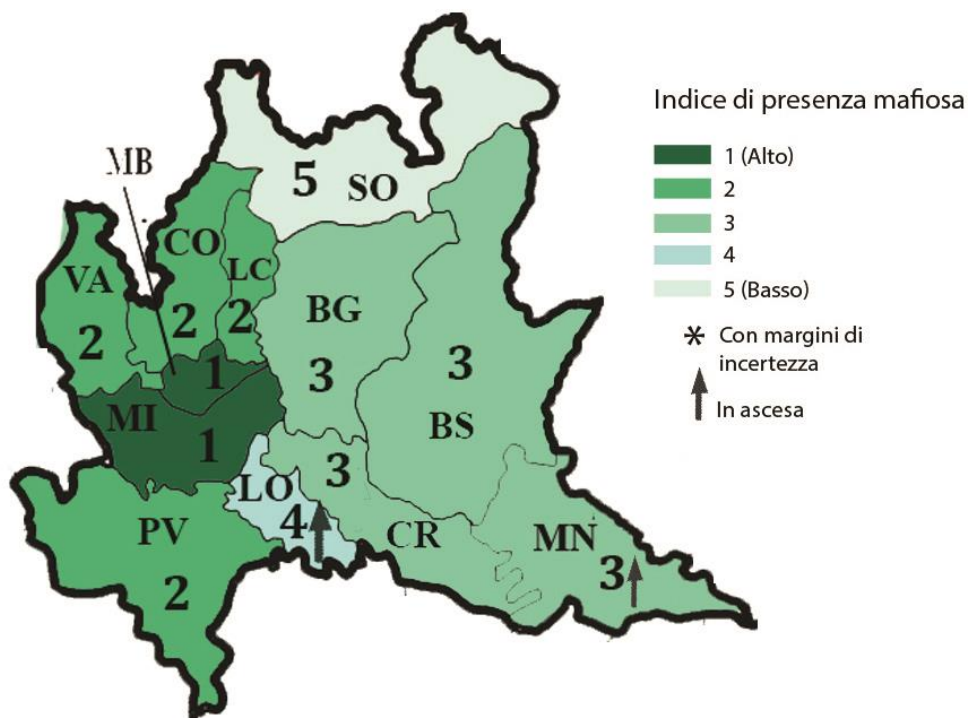 Indice di presenza mafiosa
1 (Alto)
2
3
4
5 (Basso)
* Con margini di
incertezza
In ascesa
MB
5 SO
CO
LC
VA
2
2
2
BG
3
3
BS
1
MI
1
3
LO
4
CR
PV
2
MN
3